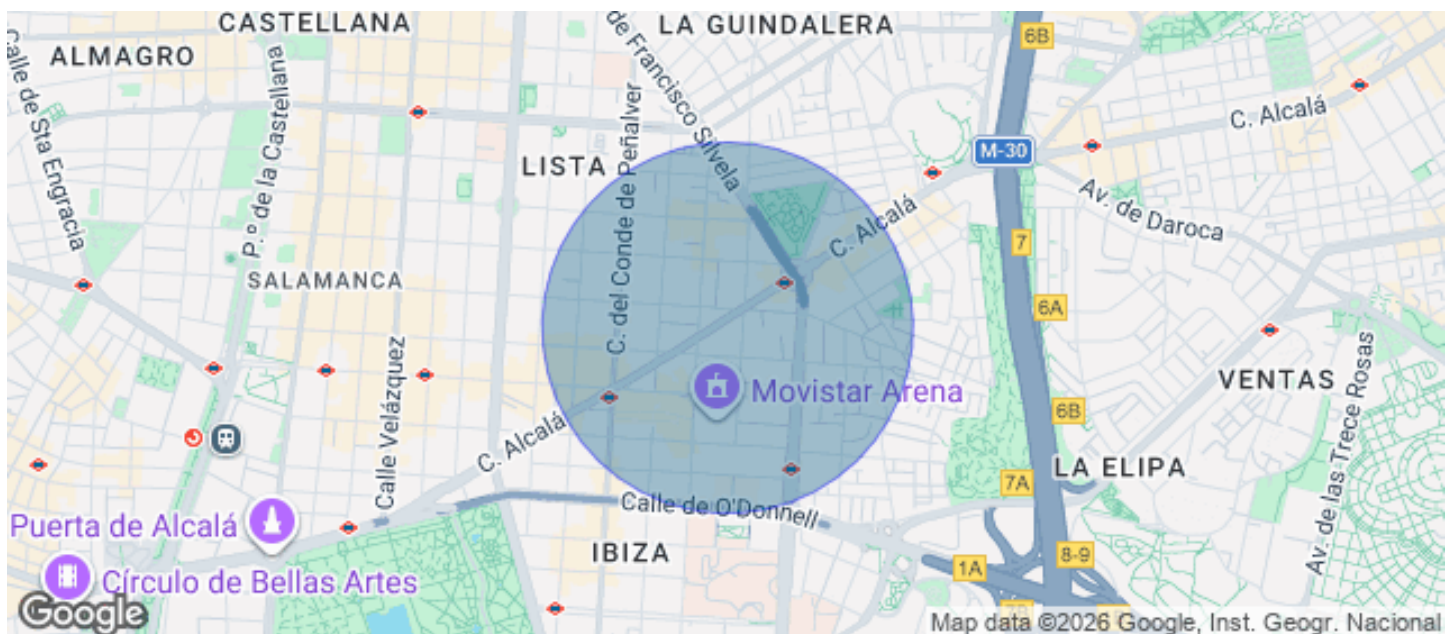 CASTELLANA
LA GUINDALERA
6B
ALMAGRO
Calle de Sta Engracia
P.º de la Castellana
de Francisco Silvela
C. Alcalá
M-30
LISTA
C. del Conde de Peñalver
Av. de Daroca
C. Alcalá
7
SALAMANCA
6A
Calle Velázquez
Movistar Arena
VENTAS
Av. de las Trece Rosas
6B
C. Alcalá
LA ELIPA
7A
Calle de O'Donnell
Puerta de Alcalá
IBIZA
8-9
1A
Círculo de Bellas Artes
Google
Map data ©2026 Google, Inst. Geogr. Nacional